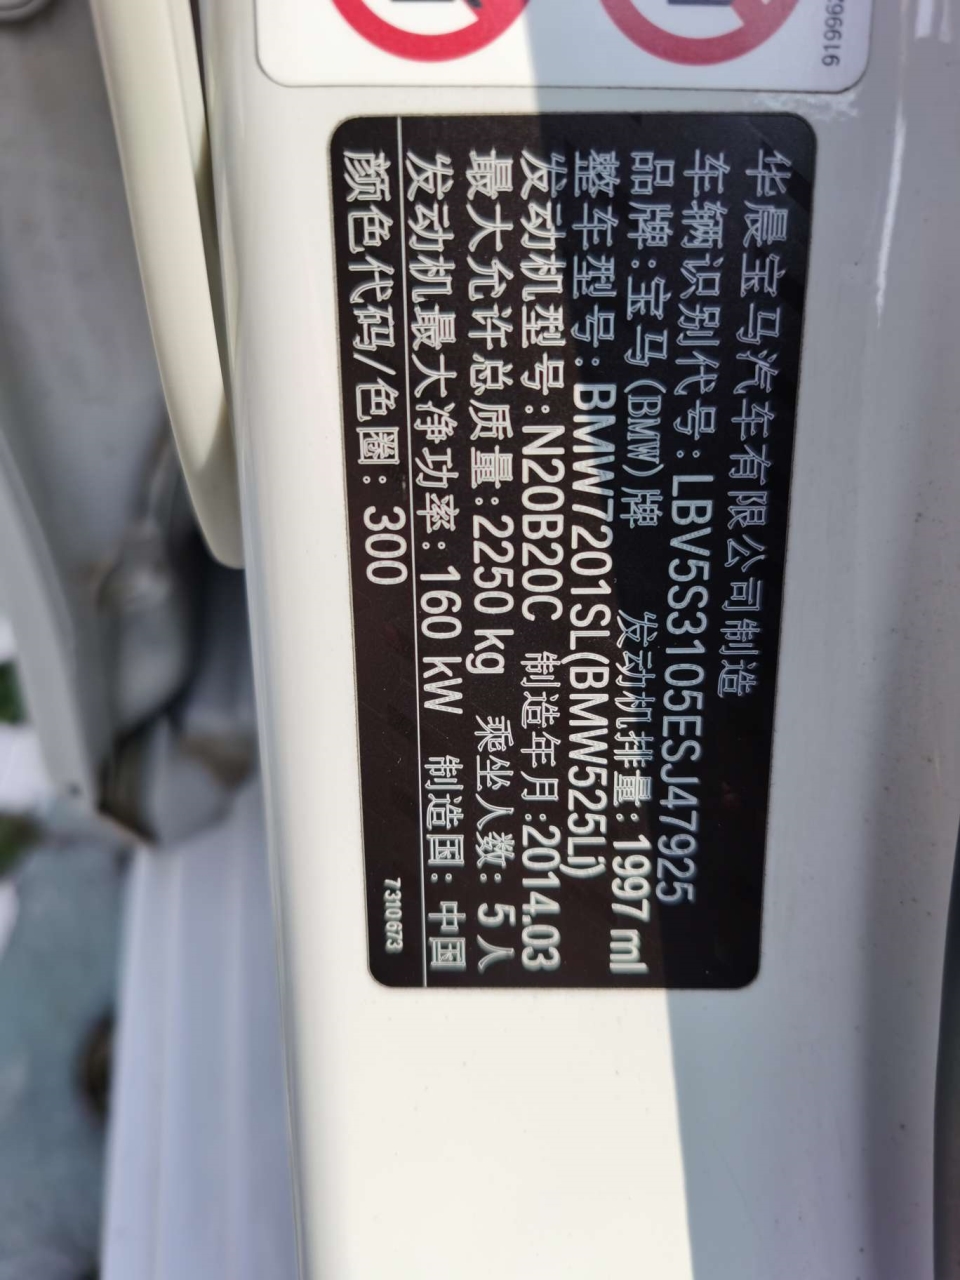 华晨宝马汽车有限公司制造
车辆识别代号:LBV5S3105ESJ47925
品牌:宝马(BMW)牌 发动机排量:1997 ml
整车型号:BMW7201SL(BMW525Li)
发动机型号:N20B20C 制造年月:2014.03
最大允许总质量:2250 kg 乘坐人数:5人
发动机最大净功率:160 kW 制造国:中国
颜色代码/色圈:300
7310673